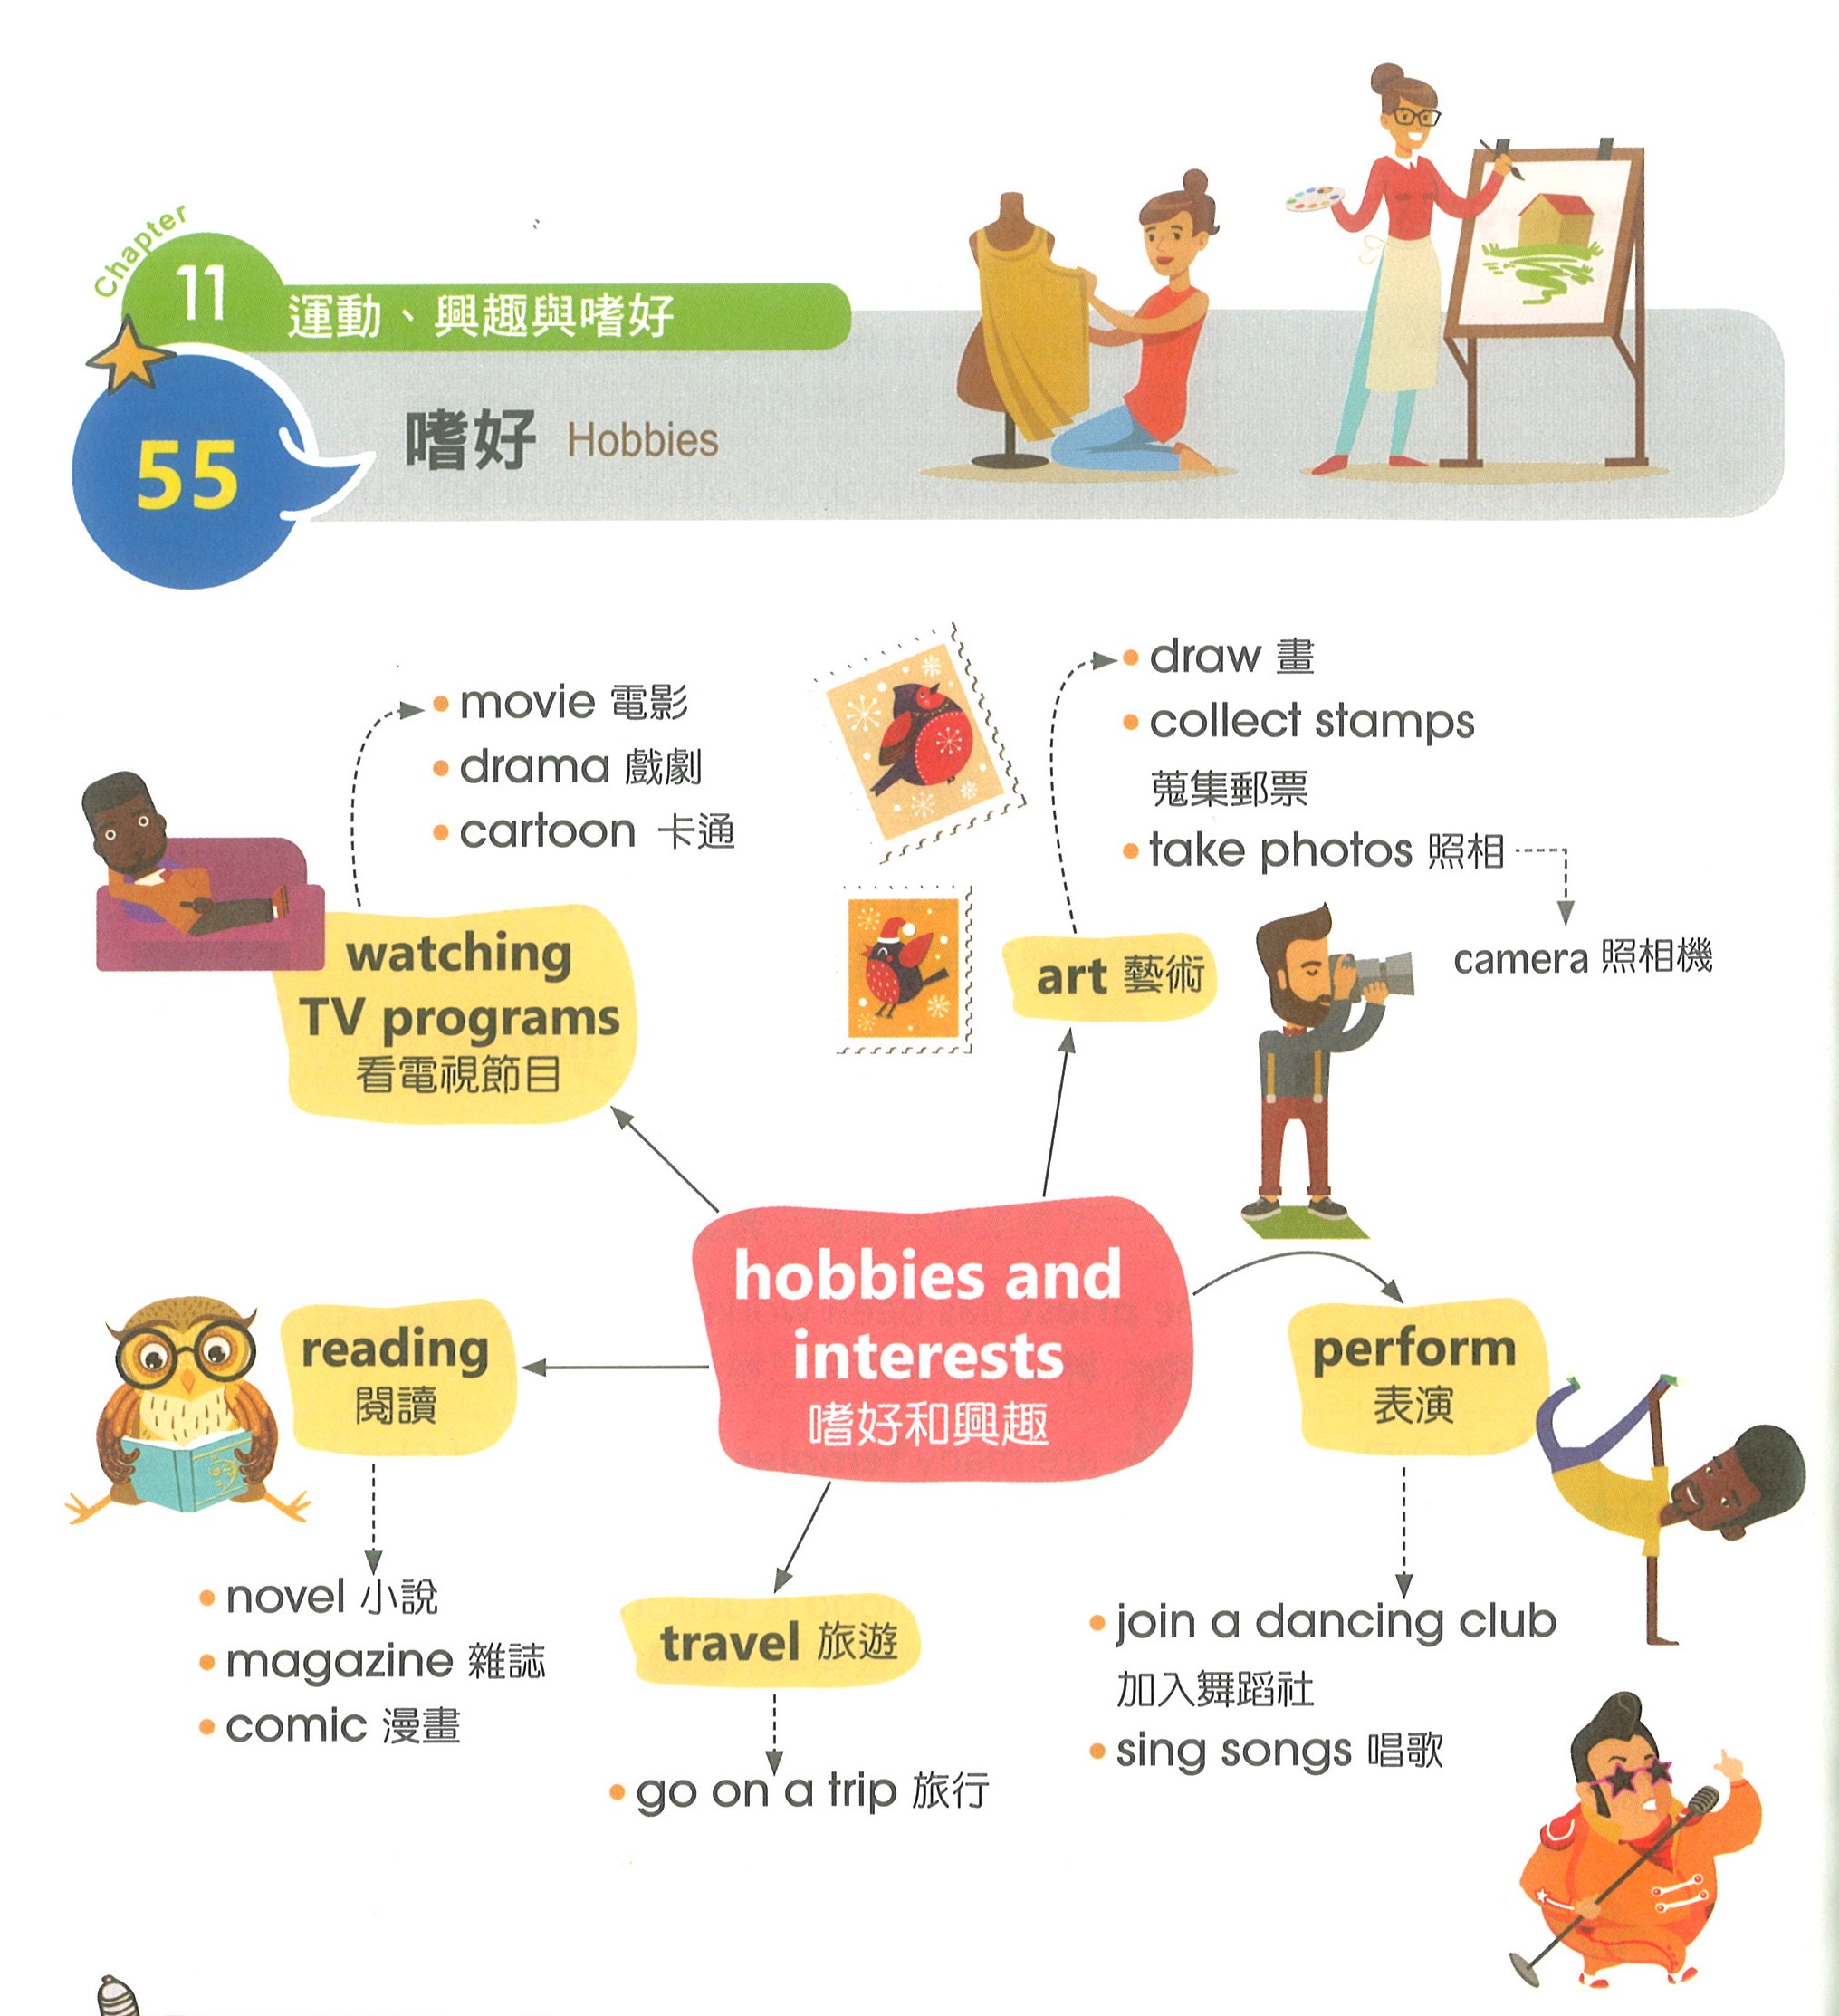 Chapter
11
運動、興趣與嗜好
55
嗜好 Hobbies
movie 電影
drama 戲劇
cartoon 卡通
watching
TV programs
看電視節目
draw 畫
collect stamps
蒐集郵票
take photos 照相
camera 照相機
art 藝術
hobbies and
interests
嗜好和興趣
reading
閱讀
novel 小說
magazine 雜誌
comic 漫畫
travel 旅遊
go on a trip 旅行
perform
表演
join a dancing club
加入舞蹈社
sing songs 唱歌